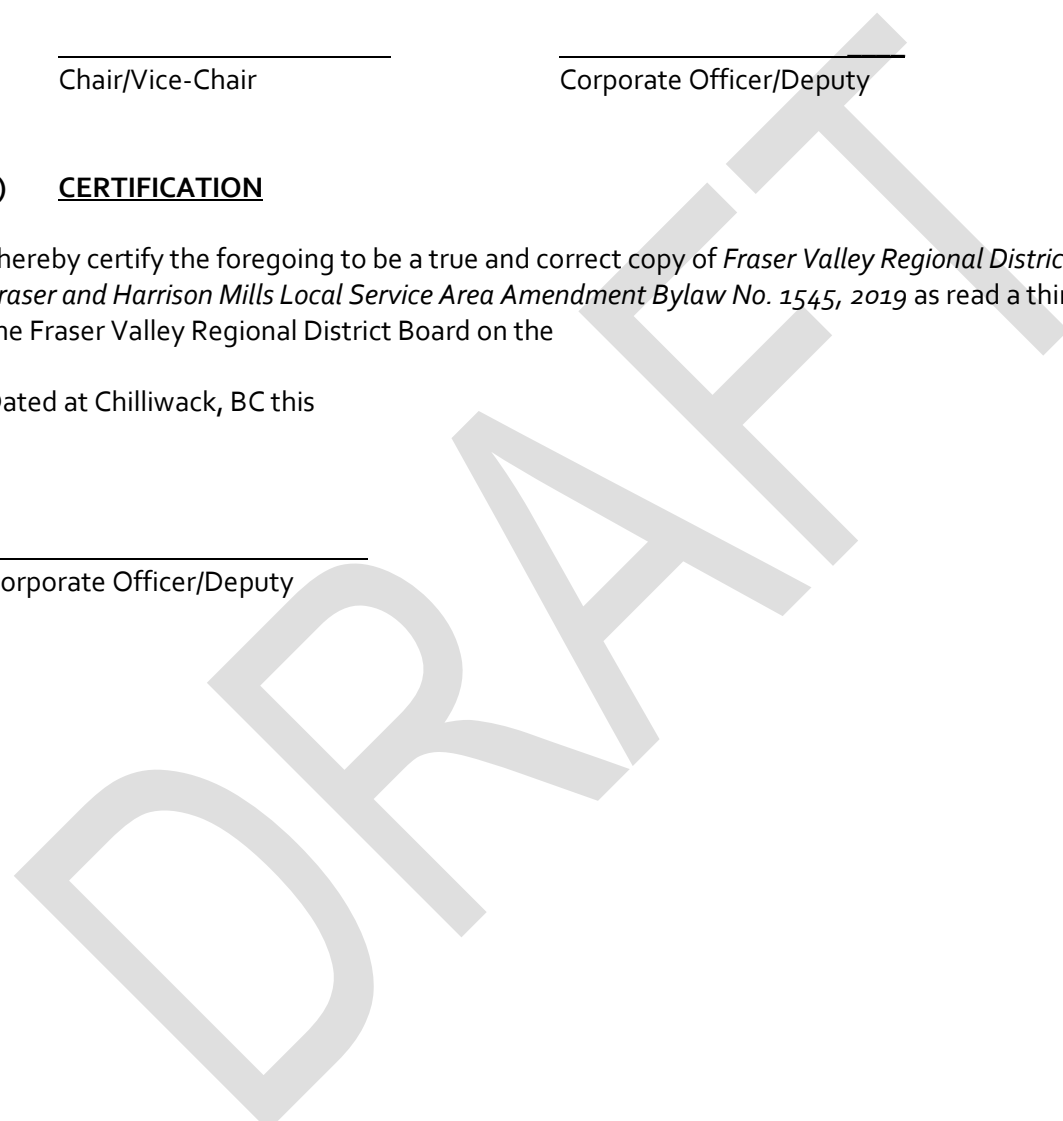 Chair/Vice-Chair Corporate Officer/Deputy
) CERTIFICATION
hereby certify the foregoing to be a true and correct copy of Fraser Valley Regional Distric
raser and Harrison Mills Local Service Area Amendment Bylaw No. 1545, 2019 as read a thir
he Fraser Valley Regional District Board on the
ated at Chilliwack, BC this
orporate Officer/Deputy
DRAFT